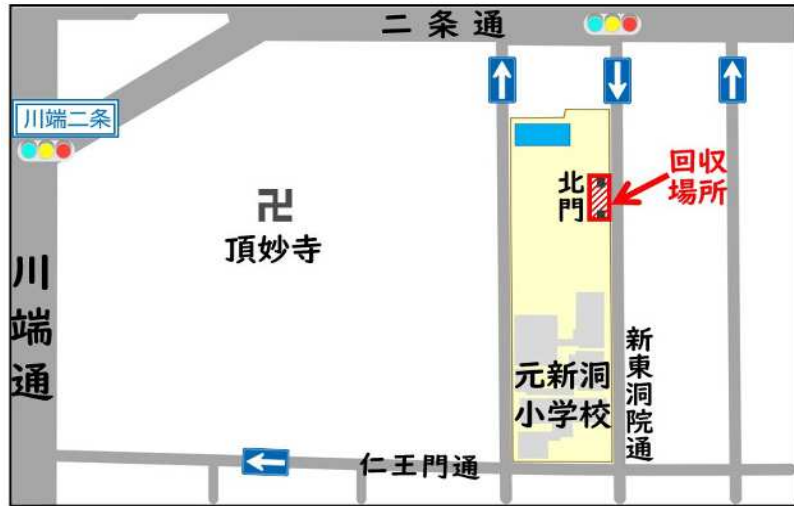 二条通
川端二条
回収
場所
北門
卍
頂妙寺
川端通
新東洞院通
元新洞
小学校
仁王門通